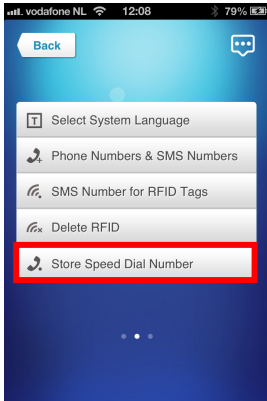 vodafone NL 12:08 79%
Back
Select System Language
Phone Numbers & SMS Numbers
SMS Number for RFID Tags
Delete RFID
Store Speed Dial Number